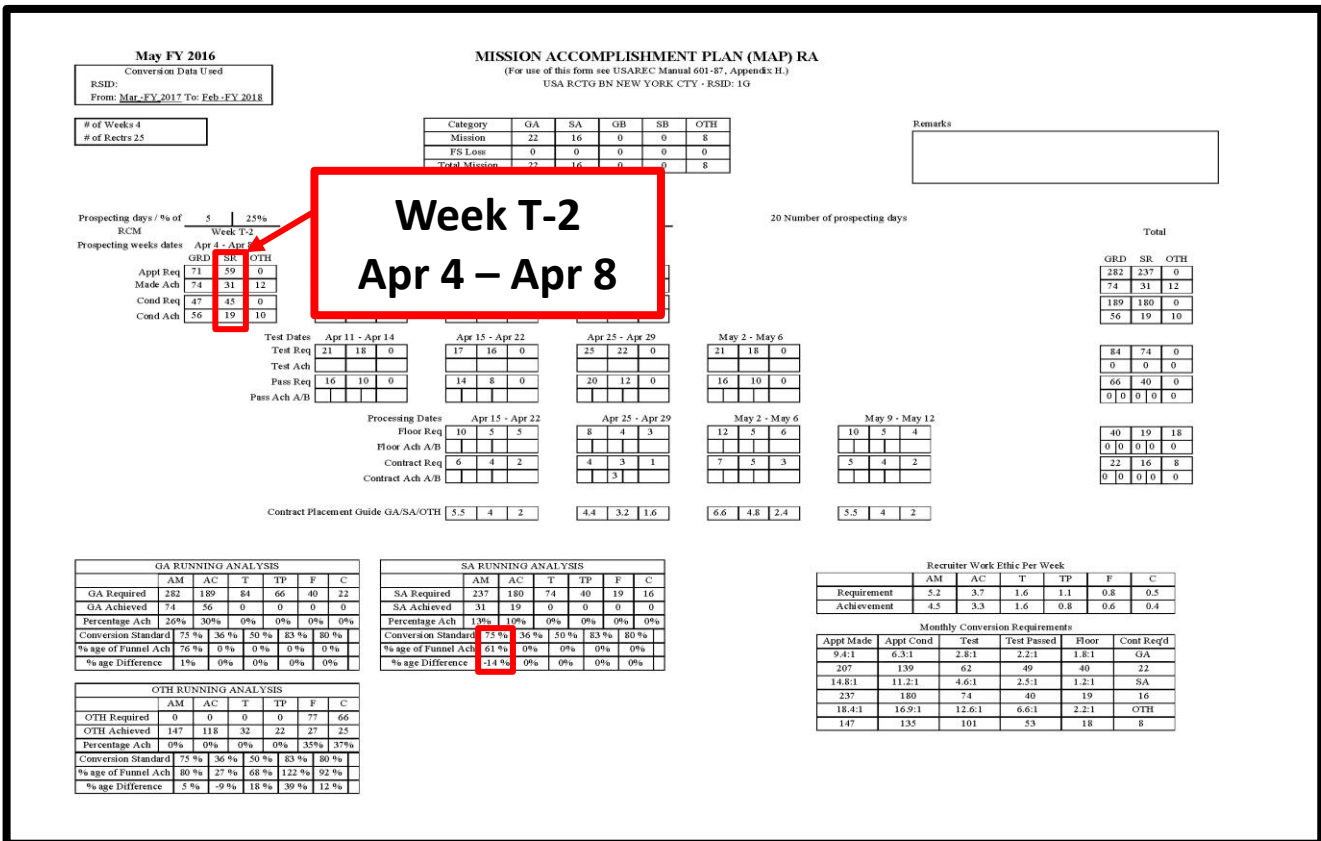 May FY 2016
Conversion Data Used
RSID:
From: Mar -FY 2017 To: Feb -FY 2018
MISSION ACCOMPLISHMENT PLAN (MAP) RA
(For use of this form see USAREC Manual 601-87, Appendix H.)
USA RCTG BN NEW YORK CTY - RSID: 1G
# of Weeks 4
# of Rectrs 25
Category GA SA GB SB OTH
Mission 22 16 0 0 8
FS Loss 0 0 0 0 0
Total Mission 22 16 0 0 8
Remarks
Week T-2
Apr 4 – Apr 8
Prospecting days / % of 5 25%
RCM Week T-2
Prospecting weeks dates Apr 4 - Apr 8
20 Number of prospecting days
Total
GRD SR OTH GRD SR OTH
Appt Req 71 59 0 282 237 0
Made Ach 74 31 12 74 31 12
Cond Req 47 45 0 189 180 0
Cond Ach 56 19 10 56 19 10
Test Dates Apr 11 - Apr 14 Apr 15 - Apr 22 Apr 25 - Apr 29 May 2 - May 6
Test Req 21 18 0 17 16 0 25 22 0 21 18 0 84 74 0
Test Ach 0 0 0
Pass Req 16 10 0 14 8 0 20 12 0 16 10 0 66 40 0
Pass Ach A/B 0 0 0 0 0
Processing Dates Apr 15 - Apr 22 Apr 25 - Apr 29 May 2 - May 6 May 9 - May 12
Floor Req 10 5 5 8 4 3 12 5 6 10 5 4 40 19 18
Floor Ach A/B 0 0 0 0 0
Contract Req 6 4 2 4 3 1 7 5 3 5 4 2 22 16 8
Contract Ach A/B 3 0 0 0 0 0
Contract Placement Guide GA/SA/OTH 5.5 4 2 4.4 3.2 1.6 6.6 4.8 2.4 5.5 4 2
GA RUNNING ANALYSIS
AM AC T TP F C
GA Required 282 189 84 66 40 22
GA Achieved 74 56 0 0 0 0
Percentage Ach 26% 30% 0% 0% 0% 0%
Conversion Standard 75 % 36 % 50 % 83 % 80 %
% age of Funnel Ach 76 % 0 % 0 % 0 % 0 %
% age Difference 1% 0% 0% 0% 0%
SA RUNNING ANALYSIS
AM AC T TP F C
SA Required 237 180 74 40 19 16
SA Achieved 31 19 0 0 0 0
Percentage Ach 13% 10% 0% 0% 0% 0%
Conversion Standard 75 % 36 % 50 % 83 % 80 %
% age of Funnel Ach 61 % 0% 0% 0% 0%
% age Difference -14 % 0% 0% 0% 0%
Recruiter Work Ethic Per Week
AM AC T TP F C
Requirement 5.2 3.7 1.6 1.1 0.8 0.5
Achievement 4.5 3.3 1.6 0.8 0.6 0.4
Monthly Conversion Requirements
Appt Made Appt Cond Test Test Passed Floor Cont Req'd
9.4:1 6.3:1 2.8:1 2.2:1 1.8:1 GA
207 139 62 49 40 22
14.8:1 11.2:1 4.6:1 2.5:1 1.2:1 SA
237 180 74 40 19 16
18.4:1 16.9:1 12.6:1 6.6:1 2.2:1 OTH
147 135 101 53 18 8
OTH RUNNING ANALYSIS
AM AC T TP F C
OTH Required 0 0 0 0 77 66
OTH Achieved 147 118 32 22 27 25
Percentage Ach 0% 0% 0% 0% 35% 37%
Conversion Standard 75 % 36 % 50 % 83 % 80 %
% age of Funnel Ach 80 % 27 % 68 % 122 % 92 %
% age Difference 5 % -9 % 18 % 39 % 12 %